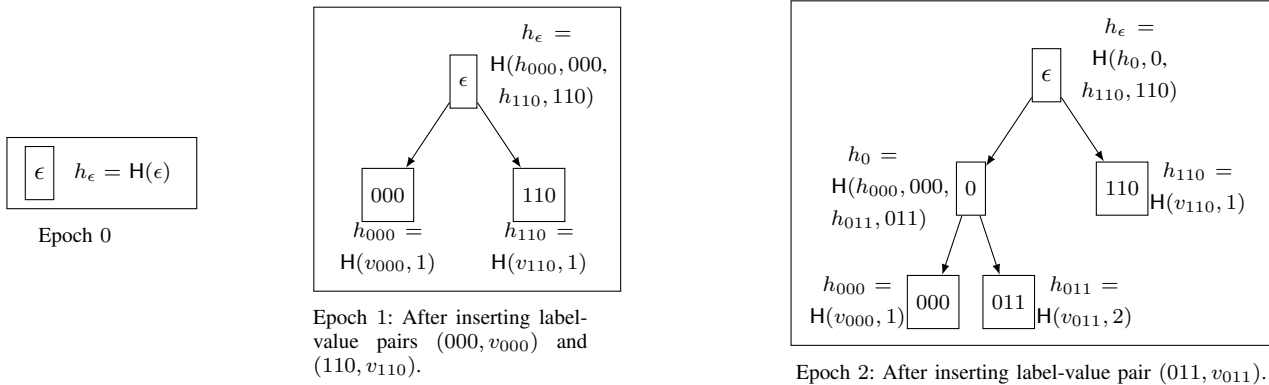 ϵ
h_ϵ = H(ϵ)
Epoch 0
h_ϵ =
H(h_000, 000,
h_110, 110)
ϵ
000
110
h_000 =
H(v_000, 1)
h_110 =
H(v_110, 1)
Epoch 1: After inserting label-
value pairs (000, v_000) and
(110, v_110).
h_ϵ =
H(h_0, 0,
h_110, 110)
ϵ
h_0 =
H(h_000, 000,
h_011, 011)
0
110
h_110 =
H(v_110, 1)
h_000 =
H(v_000, 1)
000
011
h_011 =
H(v_011, 2)
Epoch 2: After inserting label-value pair (011, v_011).